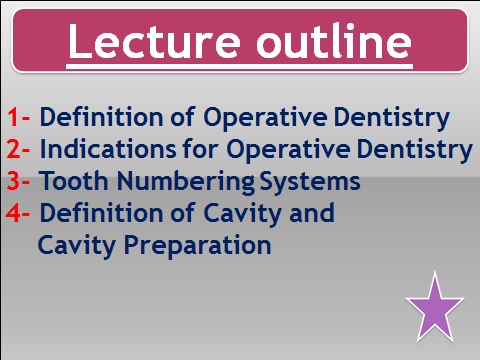 Lecture outline
1- Definition of Operative Dentistry
2- Indications for Operative Dentistry
3- Tooth Numbering Systems
4- Definition of Cavity and
Cavity Preparation